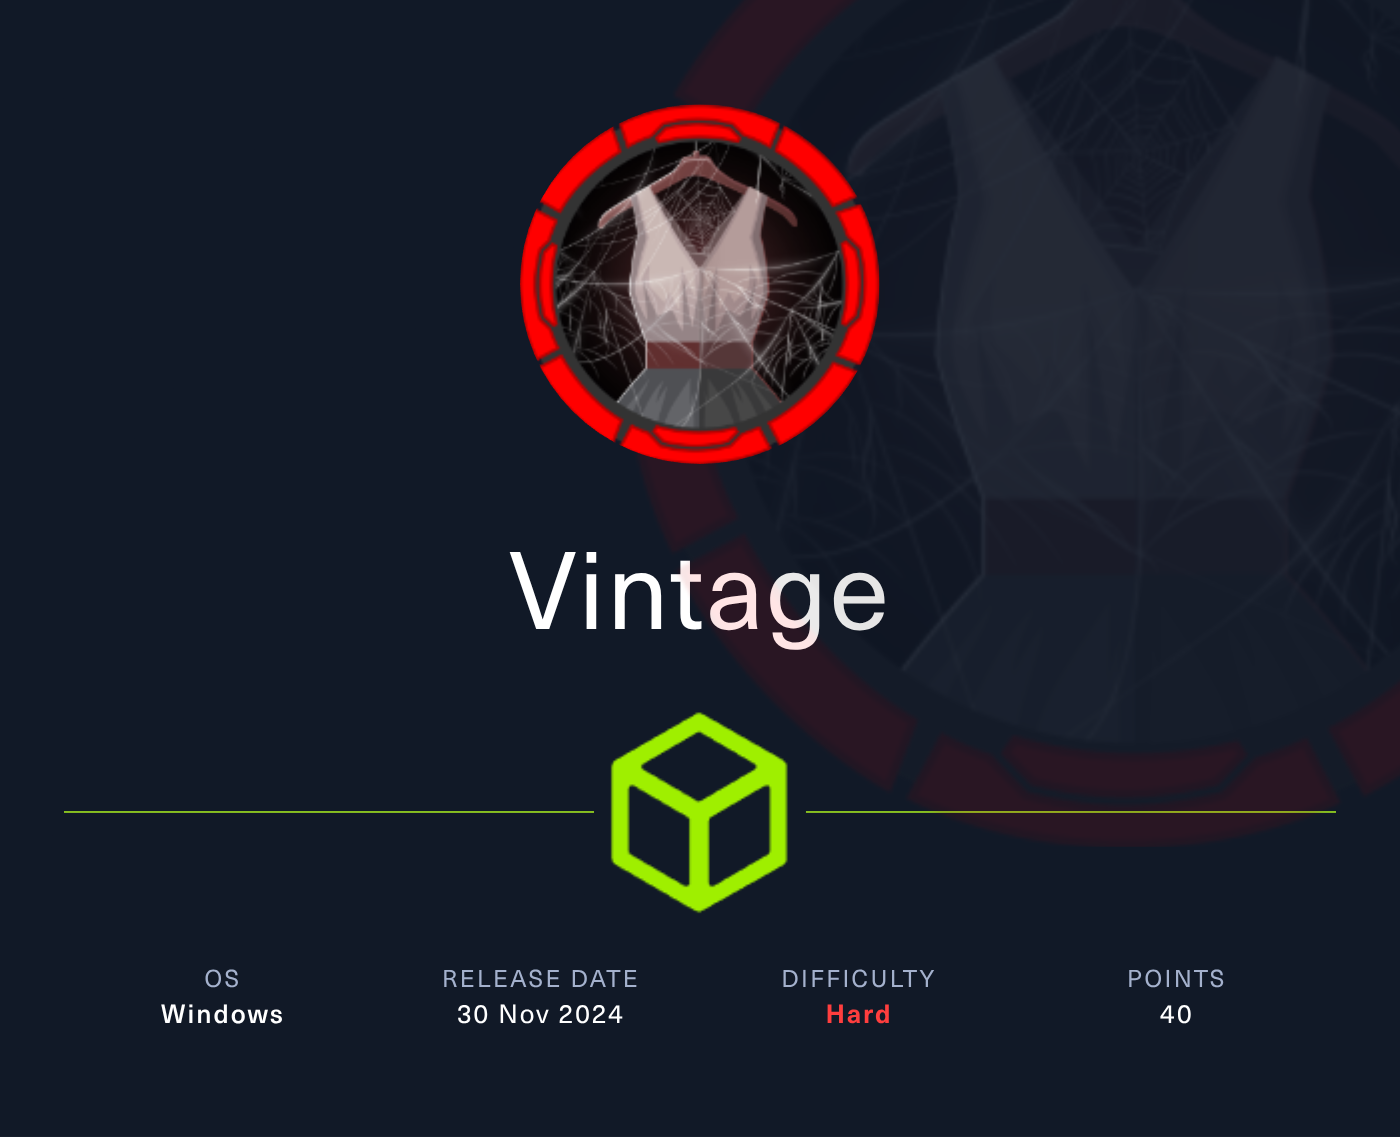 Vintage
OS
Windows
RELEASE DATE
30 Nov 2024
DIFFICULTY
Hard
POINTS
40